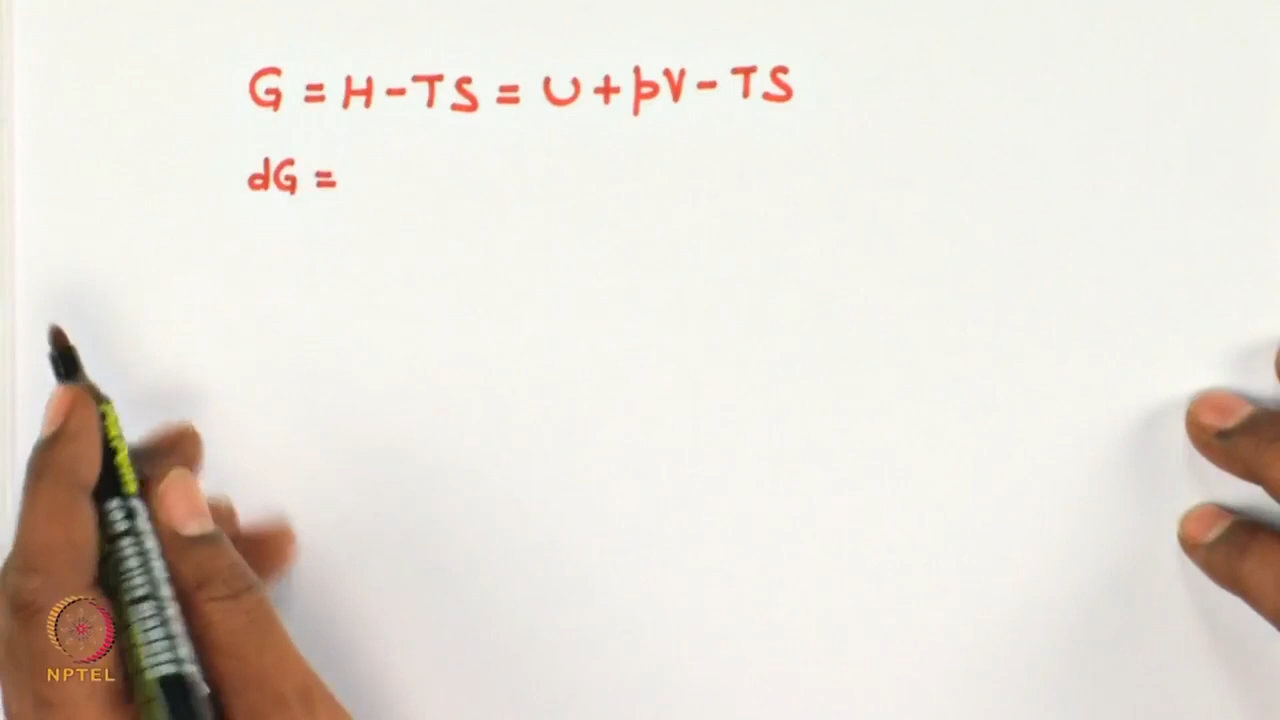 G = H - TS = U + pV - TS
dG =
NPTEL